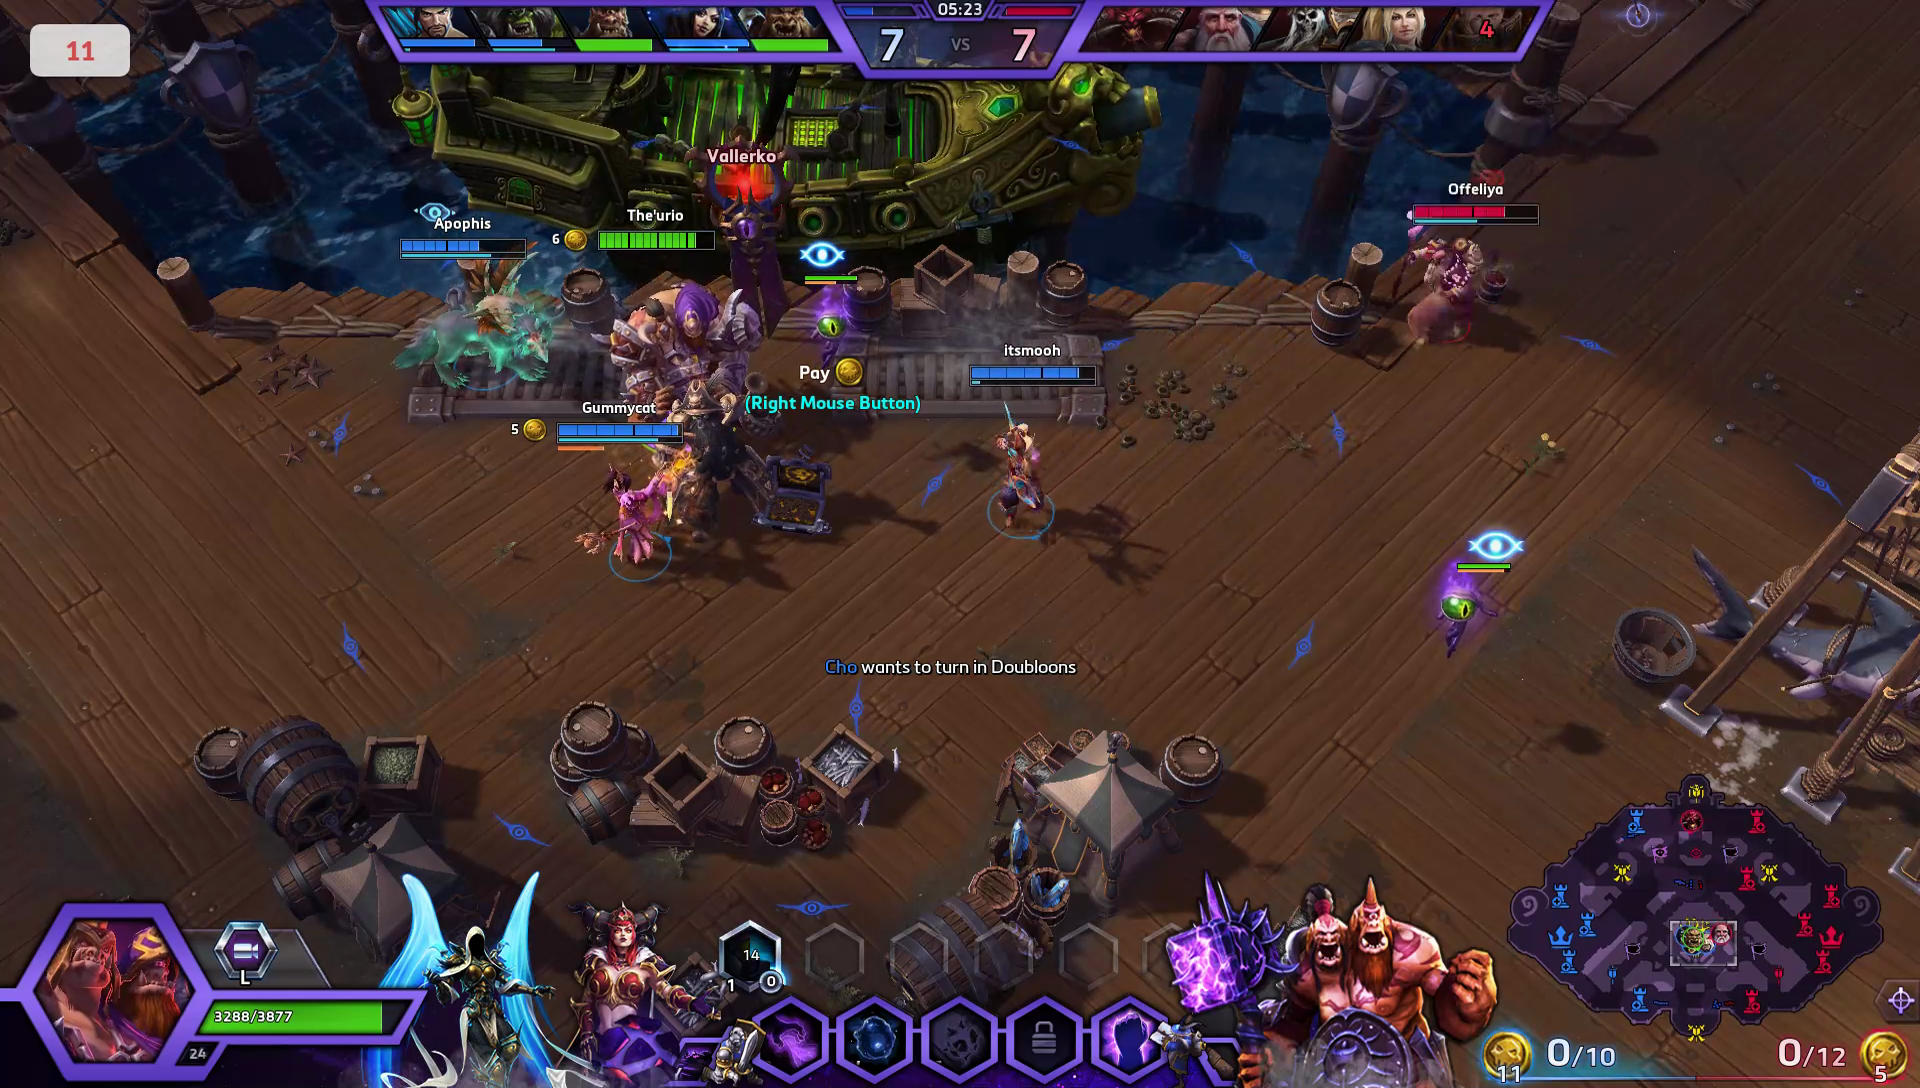 11
05:23
7 VS 7
4
Vallerko
Offeliya
Apophis
The'urio
6
itsmooh
Pay
(Right Mouse Button)
Gummycat
5
Cho wants to turn in Doubloons
L
14
1
0
3288/3877
24
0/10
11
0/12
5